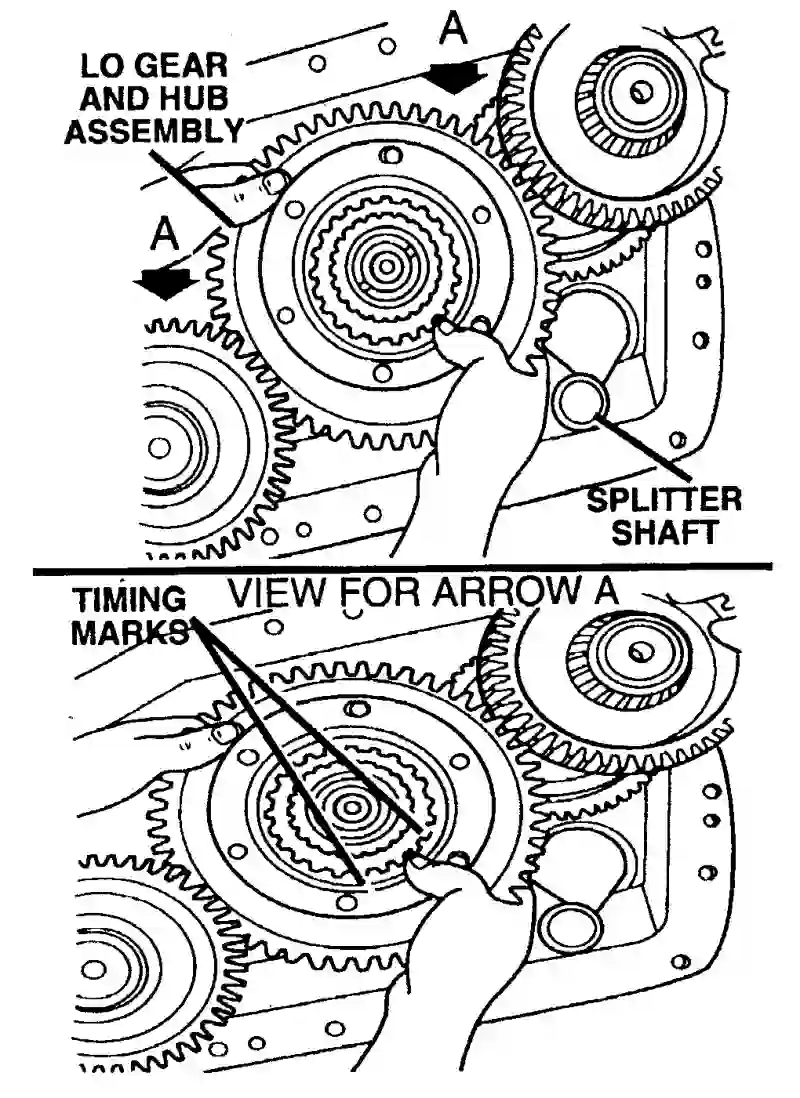 A
LO GEAR
AND HUB
ASSEMBLY
A
SPLITTER
SHAFT
VIEW FOR ARROW A
TIMING
MARKS